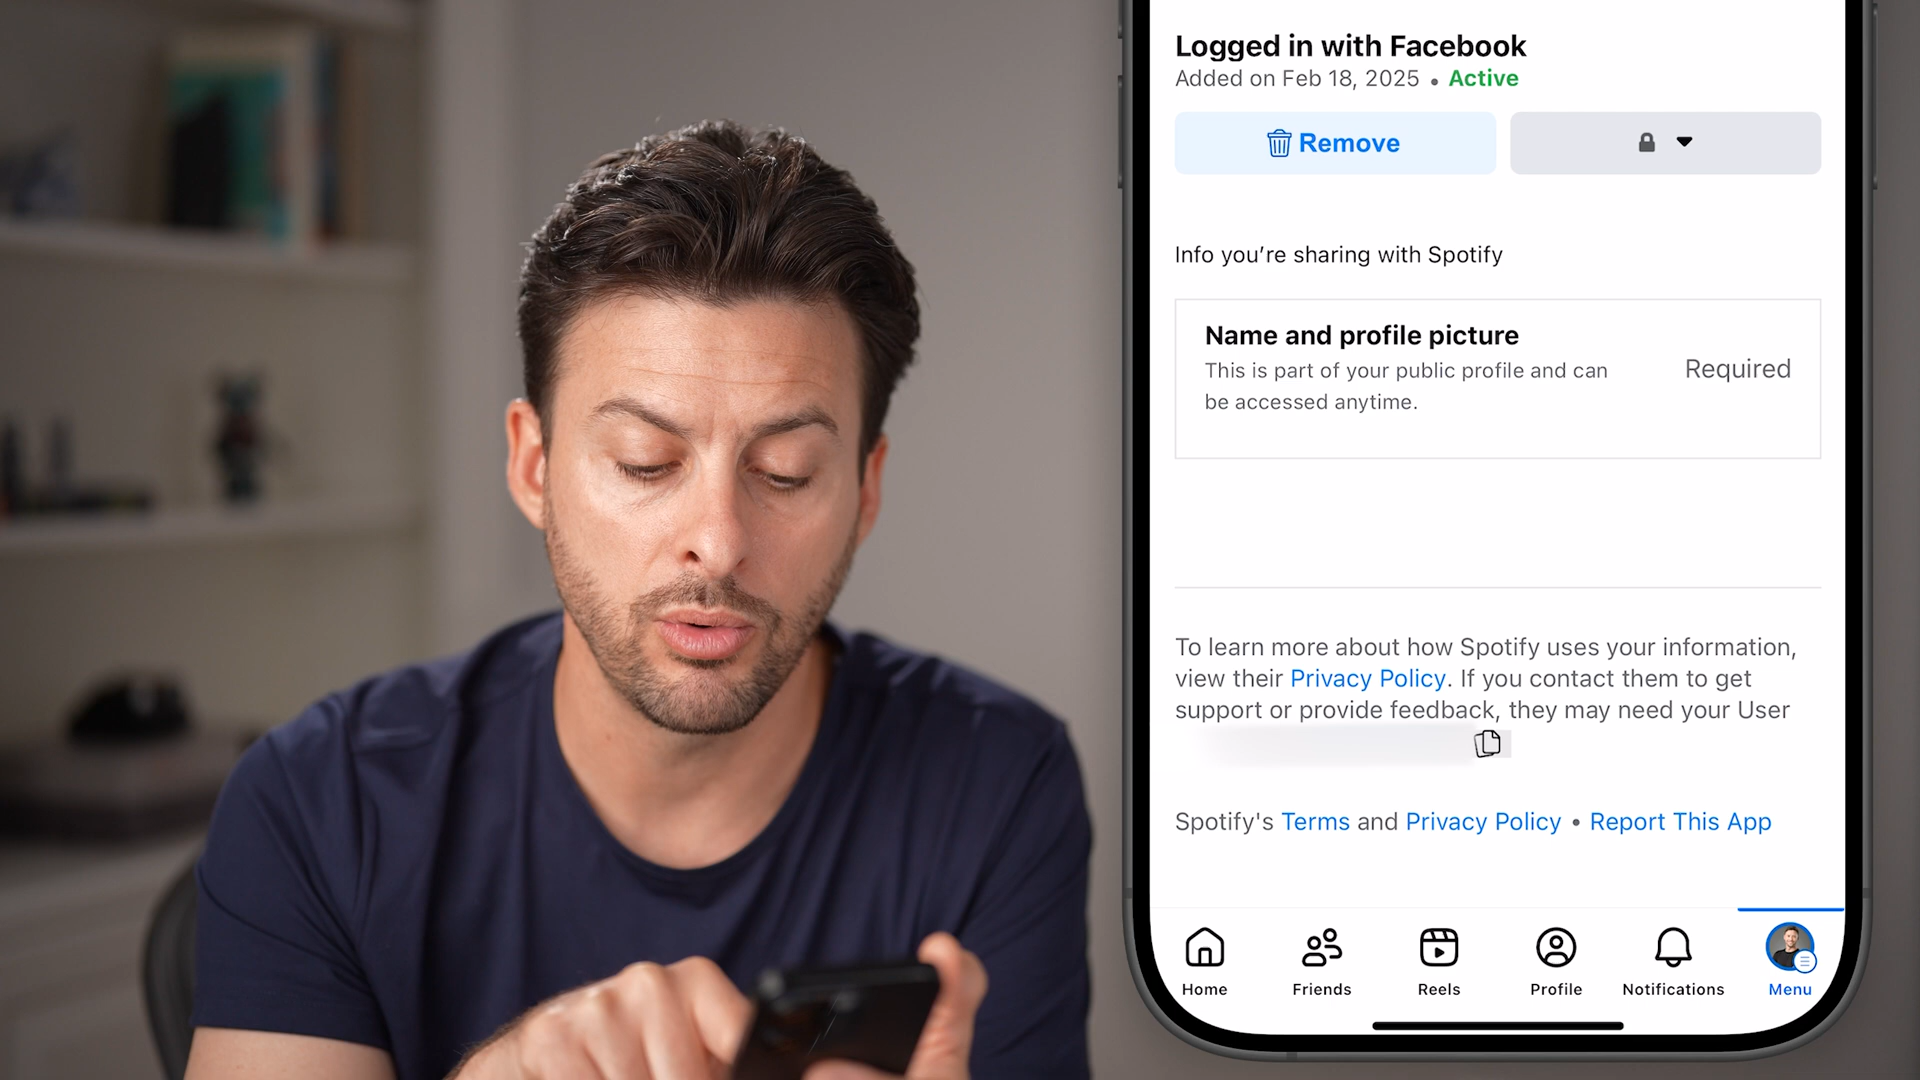 Logged in with Facebook
Added on Feb 18, 2025 • Active
Remove
Info you’re sharing with Spotify
Name and profile picture
This is part of your public profile and can
be accessed anytime.
Required
To learn more about how Spotify uses your information,
view their Privacy Policy. If you contact them to get
support or provide feedback, they may need your User
Spotify's Terms and Privacy Policy • Report This App
Home
Friends
Reels
Profile
Notifications
Menu